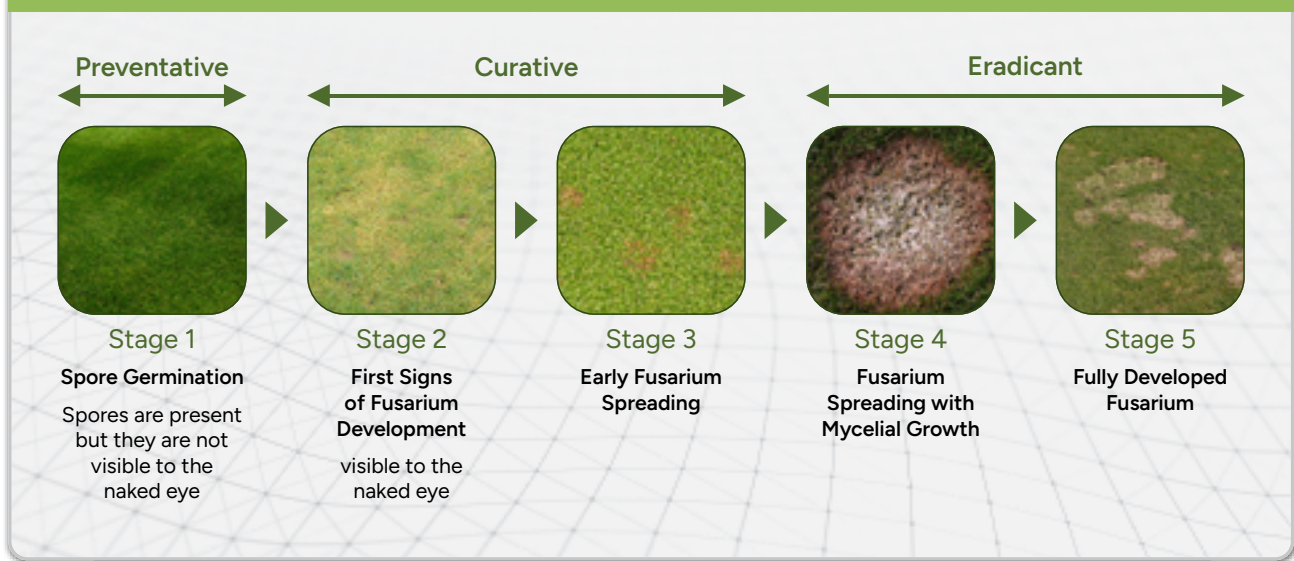 Preventative
Curative
Eradicant
Stage 1
Spore Germination
Spores are present
but they are not
visible to the
naked eye
Stage 2
First Signs
of Fusarium
Development
visible to the
naked eye
Stage 3
Early Fusarium
Spreading
Stage 4
Fusarium
Spreading with
Mycelial Growth
Stage 5
Fully Developed
Fusarium